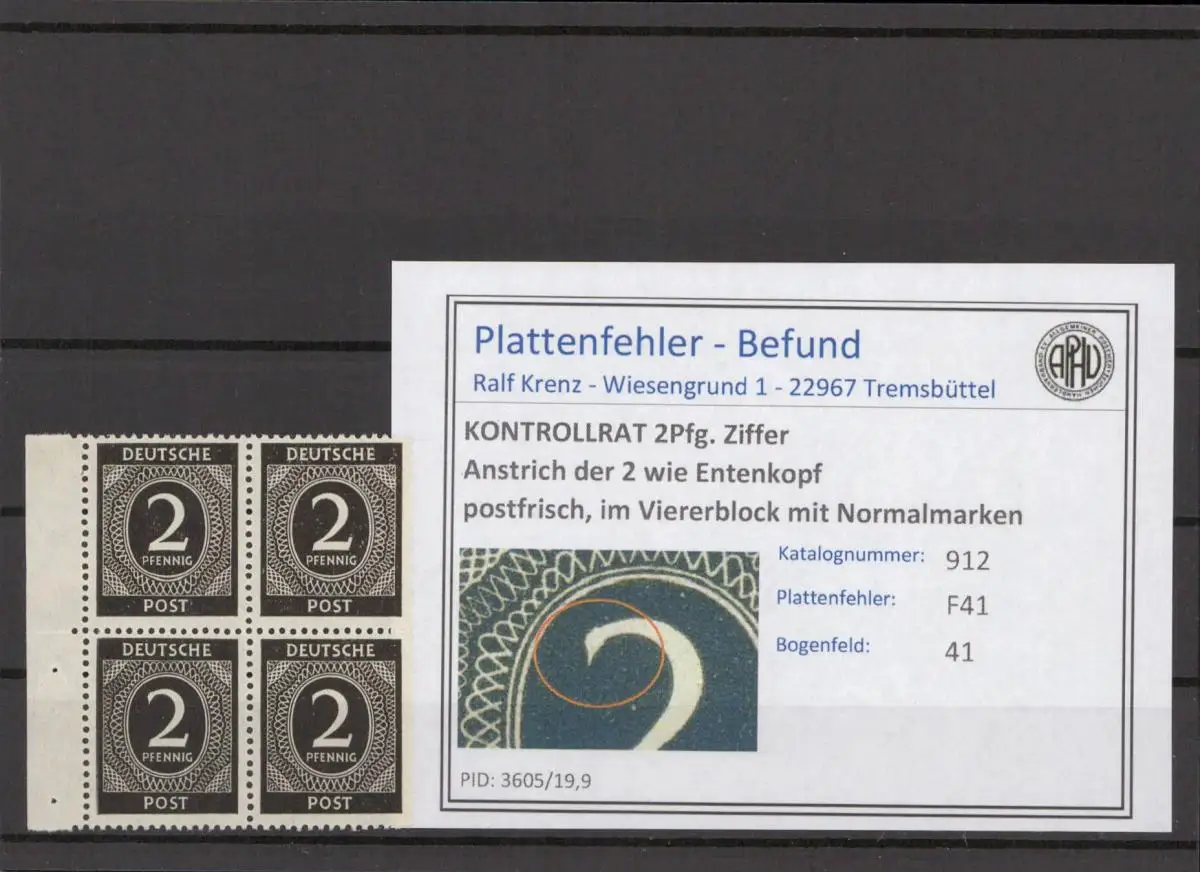 DEUTSCHE
2
PFENNIG
POST
DEUTSCHE
2
PFENNIG
POST
DEUTSCHE
2
PFENNIG
POST
DEUTSCHE
2
PFENNIG
POST
Plattenfehler - Befund
Ralf Krenz - Wiesengrund 1 - 22967 Tremsbüttel
APHV
KONTROLLRAT 2Pfg. Ziffer
Anstrich der 2 wie Entenkopf
postfrisch, im Viererblock mit Normalmarken
2
Katalognummer: 912
Plattenfehler: F41
Bogenfeld: 41
PID: 3605/19,9